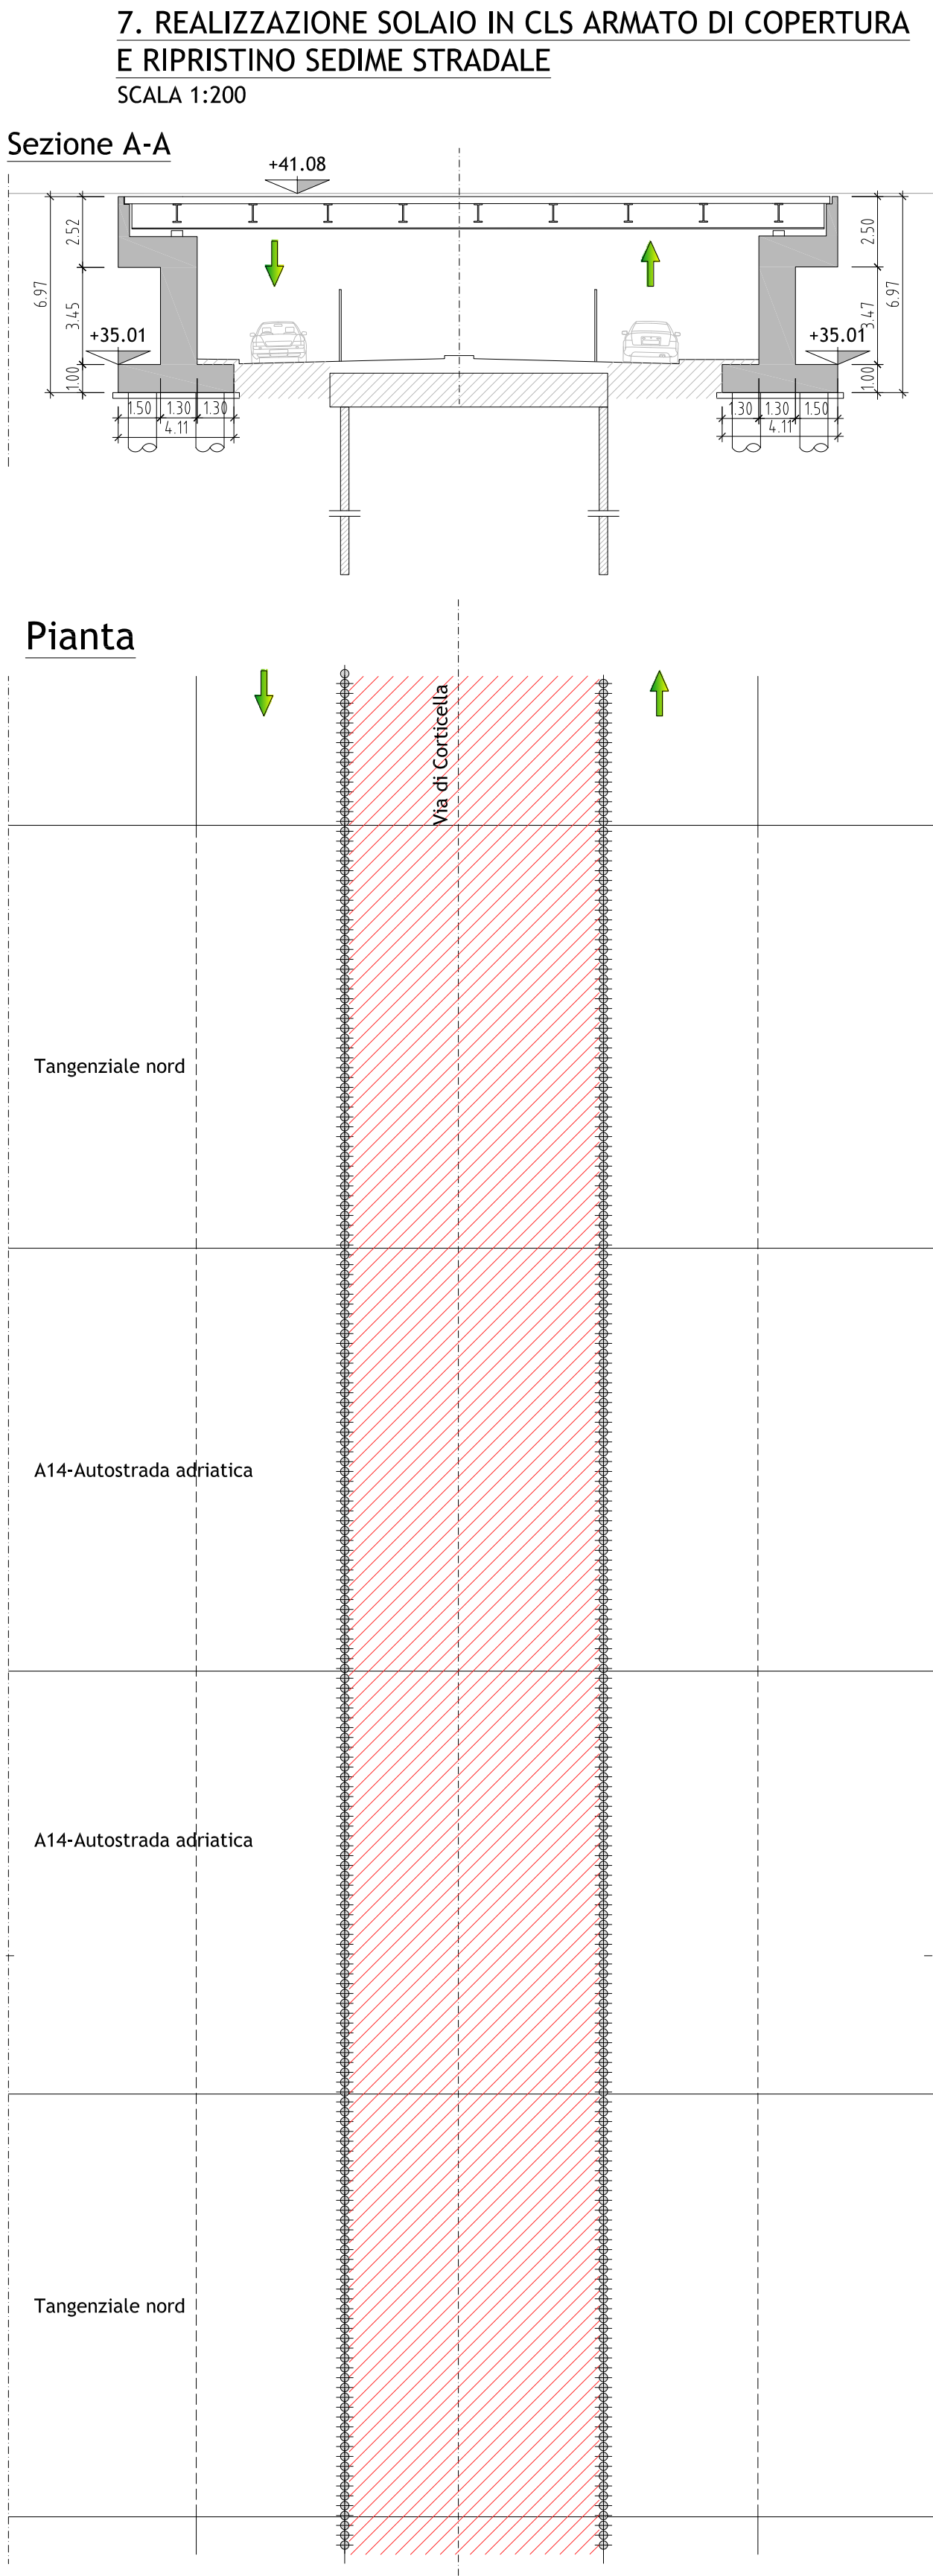 7. REALIZZAZIONE SOLAIO IN CLS ARMATO DI COPERTURA
E RIPRISTINO SEDIME STRADALE
SCALA 1:200
Sezione A-A
+41.08
2.52
3.45
1.00
6.97
+35.01
1.50 1.30 1.30
4.11
2.50
3.47
1.00
6.97
+35.01
1.30 1.30 1.50
4.11
Pianta
Via di Corticella
Tangenziale nord
A14-Autostrada adriatica
A14-Autostrada adriatica
Tangenziale nord